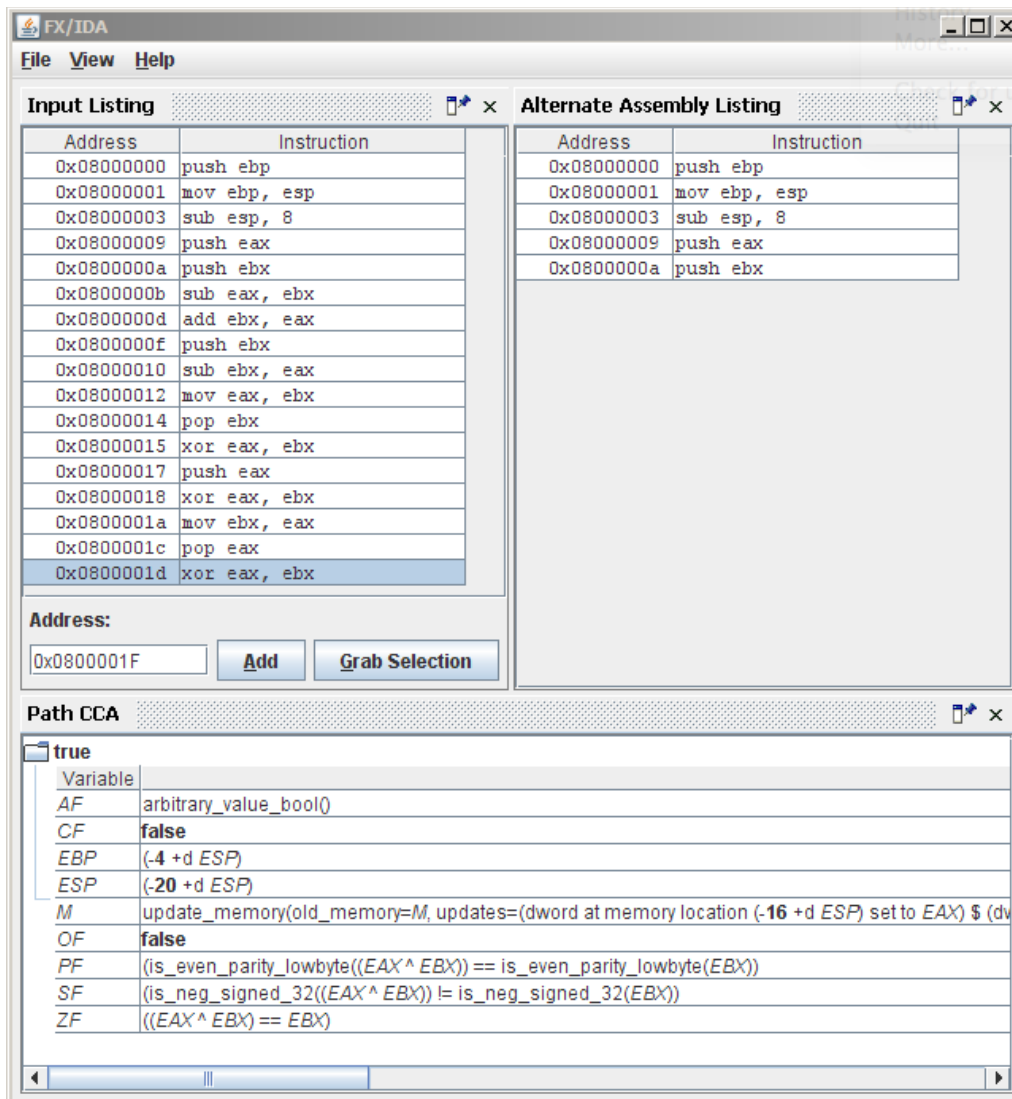 FX/IDA
History
More...
File View Help
Input Listing
Alternate Assembly Listing
Quit
Address Instruction
0x08000000 push ebp
0x08000001 mov ebp, esp
0x08000003 sub esp, 8
0x08000009 push eax
0x0800000a push ebx
0x0800000b sub eax, ebx
0x0800000d add ebx, eax
0x0800000f push ebx
0x08000010 sub ebx, eax
0x08000012 mov eax, ebx
0x08000014 pop ebx
0x08000015 xor eax, ebx
0x08000017 push eax
0x08000018 xor eax, ebx
0x0800001a mov ebx, eax
0x0800001c pop eax
0x0800001d xor eax, ebx
Address Instruction
0x08000000 push ebp
0x08000001 mov ebp, esp
0x08000003 sub esp, 8
0x08000009 push eax
0x0800000a push ebx
Address:
0x0800001F Add Grab Selection
Path CCA
true
Variable
AF arbitrary_value_bool()
CF false
EBP (-4 +d ESP)
ESP (-20 +d ESP)
M update_memory(old_memory=M, updates=(dword at memory location (-16 +d ESP) set to EAX) $ (dw
OF false
PF (is_even_parity_lowbyte((EAX ^ EBX)) == is_even_parity_lowbyte(EBX))
SF (is_neg_signed_32((EAX ^ EBX)) != is_neg_signed_32(EBX))
ZF ((EAX ^ EBX) == EBX)